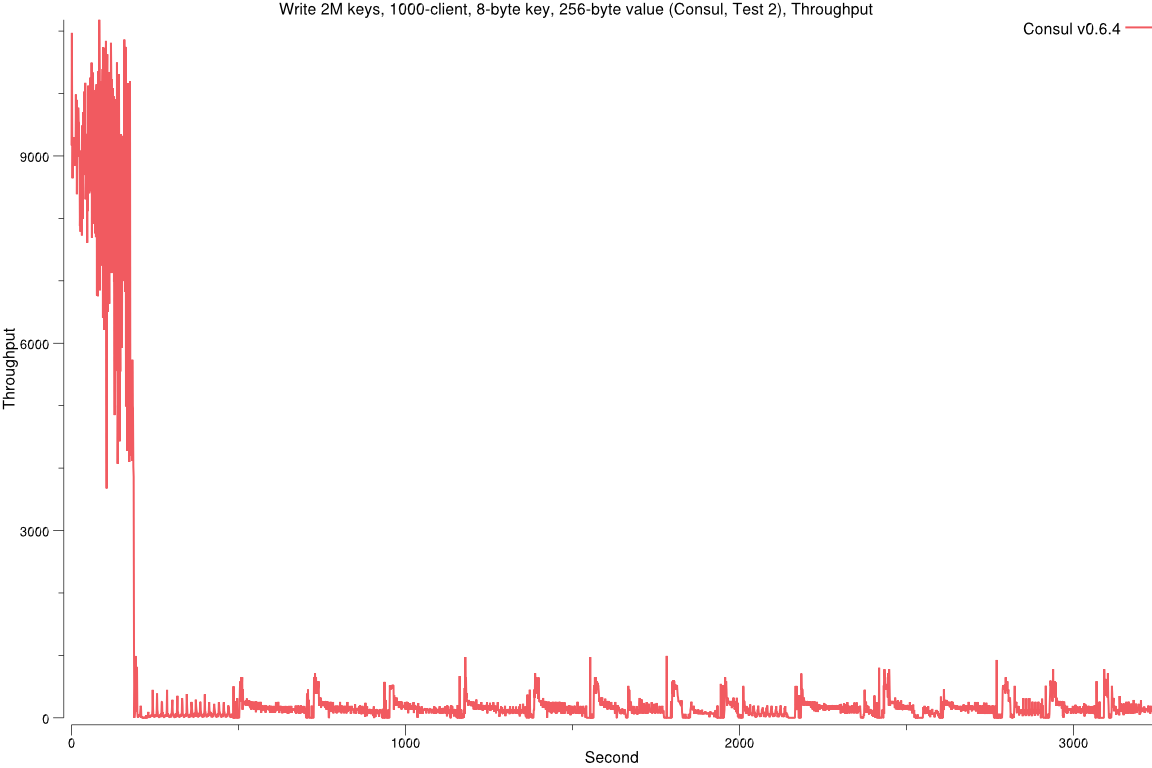 Write 2M keys, 1000-client, 8-byte key, 256-byte value (Consul, Test 2), Throughput
Consul v0.6.4
9000
6000
3000
0
Throughput
0 1000 2000 3000
Second